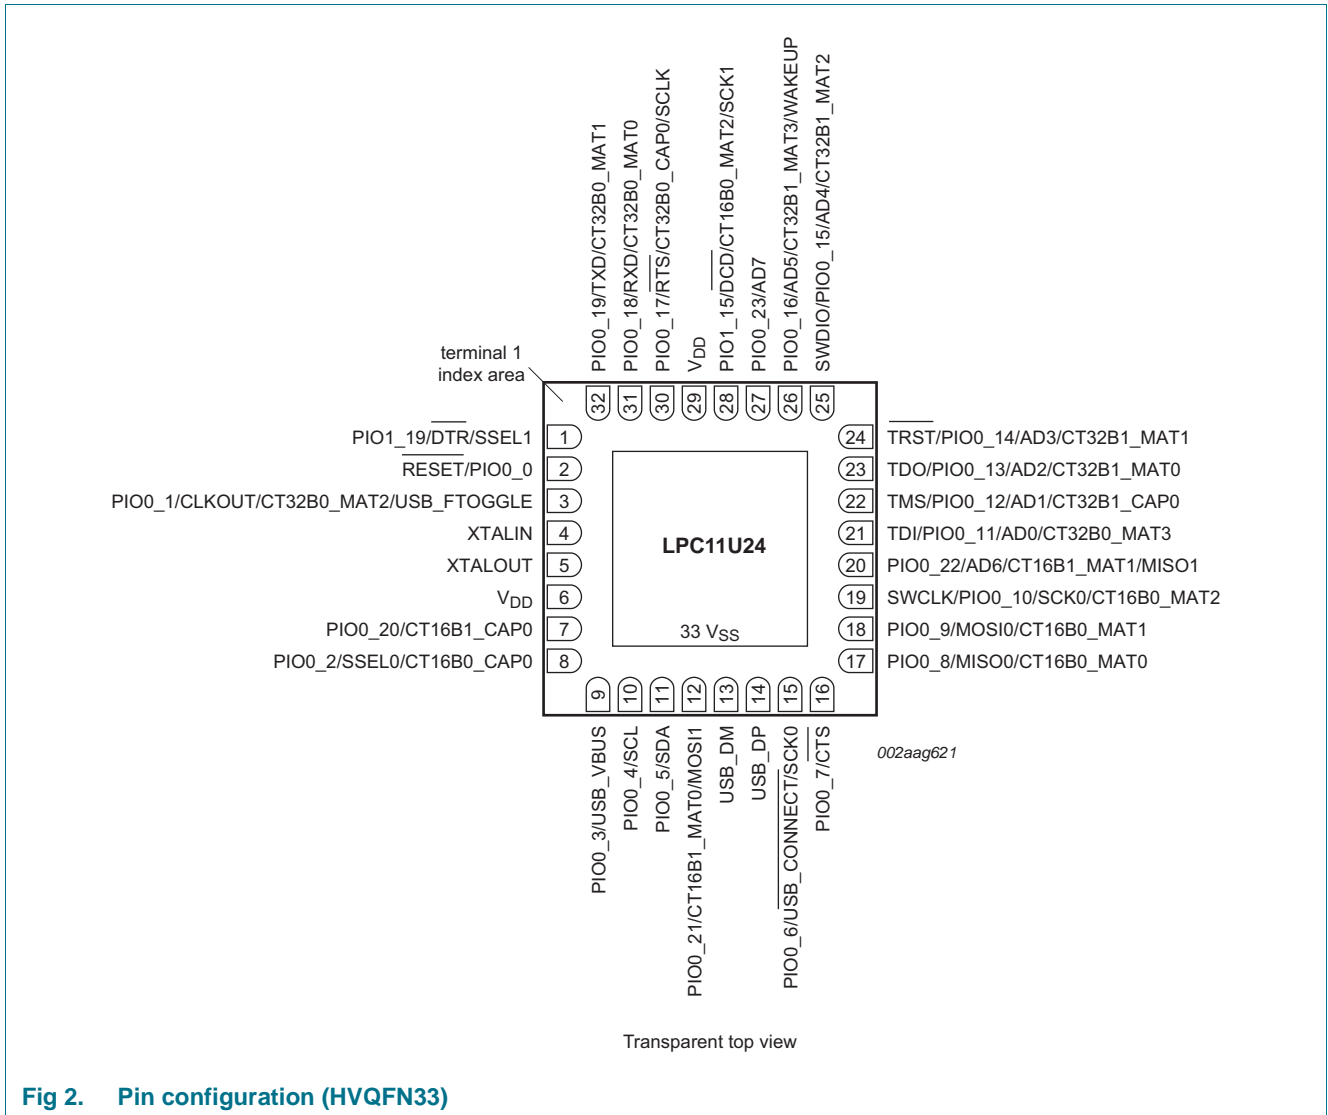 PIO0_19/TXD/CT32B0_MAT1
PIO0_18/RXD/CT32B0_MAT0
PIO0_17/RTS/CT32B0_CAP0/SCLK
VDD
PIO1_15/DCD/CT16B0_MAT2/SCK1
PIO0_23/AD7
PIO0_16/AD5/CT32B1_MAT3/WAKEUP
SWDIO/PIO0_15/AD4/CT32B1_MAT2
terminal 1
index area
32 31 30 29 28 27 26 25
PIO1_19/DTR/SSEL1 1
RESET/PIO0_0 2
PIO0_1/CLKOUT/CT32B0_MAT2/USB_FTOGGLE 3
XTALIN 4
XTALOUT 5
VDD 6
PIO0_20/CT16B1_CAP0 7
PIO0_2/SSEL0/CT16B0_CAP0 8
LPC11U24
33 VSS
24 TRST/PIO0_14/AD3/CT32B1_MAT1
23 TDO/PIO0_13/AD2/CT32B1_MAT0
22 TMS/PIO0_12/AD1/CT32B1_CAP0
21 TDI/PIO0_11/AD0/CT32B0_MAT3
20 PIO0_22/AD6/CT16B1_MAT1/MISO1
19 SWCLK/PIO0_10/SCK0/CT16B0_MAT2
18 PIO0_9/MOSI0/CT16B0_MAT1
17 PIO0_8/MISO0/CT16B0_MAT0
9 10 11 12 13 14 15 16
PIO0_3/USB_VBUS
PIO0_4/SCL
PIO0_5/SDA
PIO0_21/CT16B1_MAT0/MOSI1
USB_DM
USB_DP
PIO0_6/USB_CONNECT/SCK0
PIO0_7/CTS
002aag621
Transparent top view
Fig 2. Pin configuration (HVQFN33)